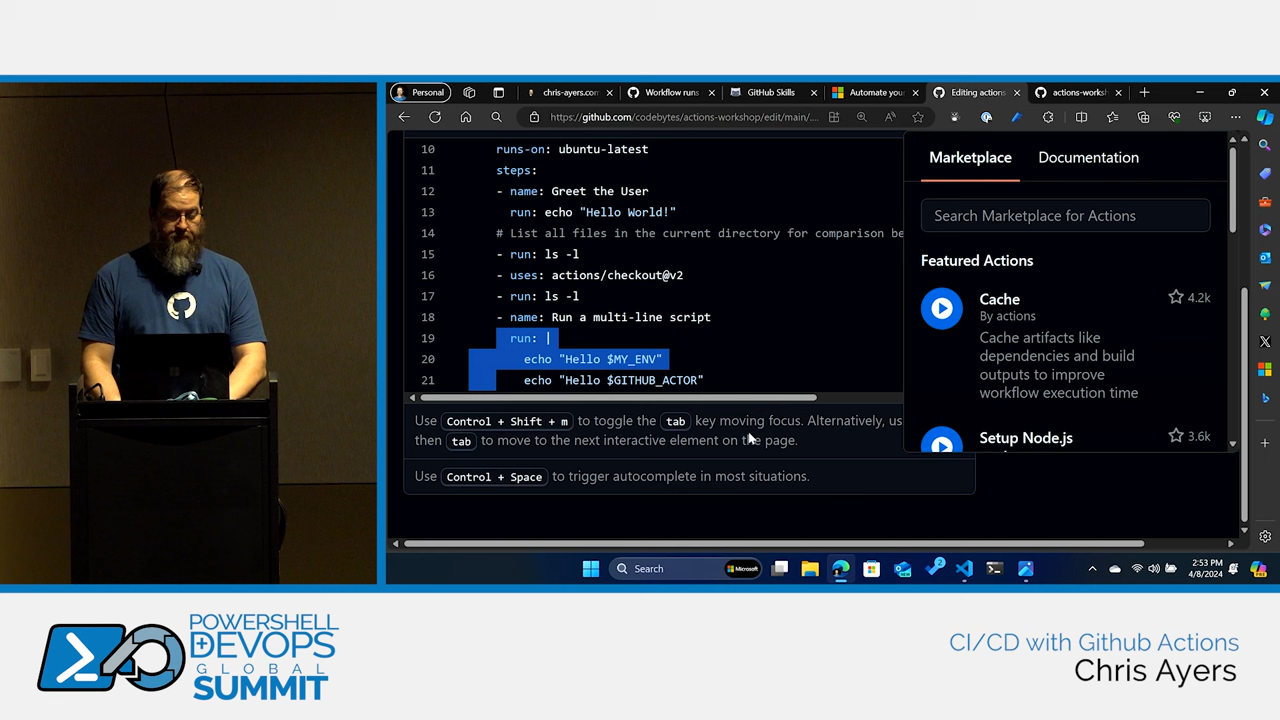 Personal
chris-ayers.com
Workflow runs
GitHub Skills
Automate your
Editing actions
actions-worksh
https://github.com/codebytes/actions-workshop/edit/main/...
10 runs-on: ubuntu-latest
11 steps:
12 - name: Greet the User
13 run: echo "Hello World!"
14 # List all files in the current directory for comparison be
15 - run: ls -l
16 - uses: actions/checkout@v2
17 - run: ls -l
18 - name: Run a multi-line script
19 run: |
20 echo "Hello $MY_ENV"
21 echo "Hello $GITHUB_ACTOR"
Use Control + Shift + m to toggle the tab key moving focus. Alternatively, us
then tab to move to the next interactive element on the page.
Use Control + Space to trigger autocomplete in most situations.
Marketplace
Documentation
Search Marketplace for Actions
Featured Actions
Cache
4.2k
By actions
Cache artifacts like
dependencies and build
outputs to improve
workflow execution time
Setup Node.js
3.6k
Search
Microsoft
2:53 PM
4/8/2024
POWERSHELL
+DEVOPS
GLOBAL
SUMMIT
CI/CD with Github Actions
Chris Ayers